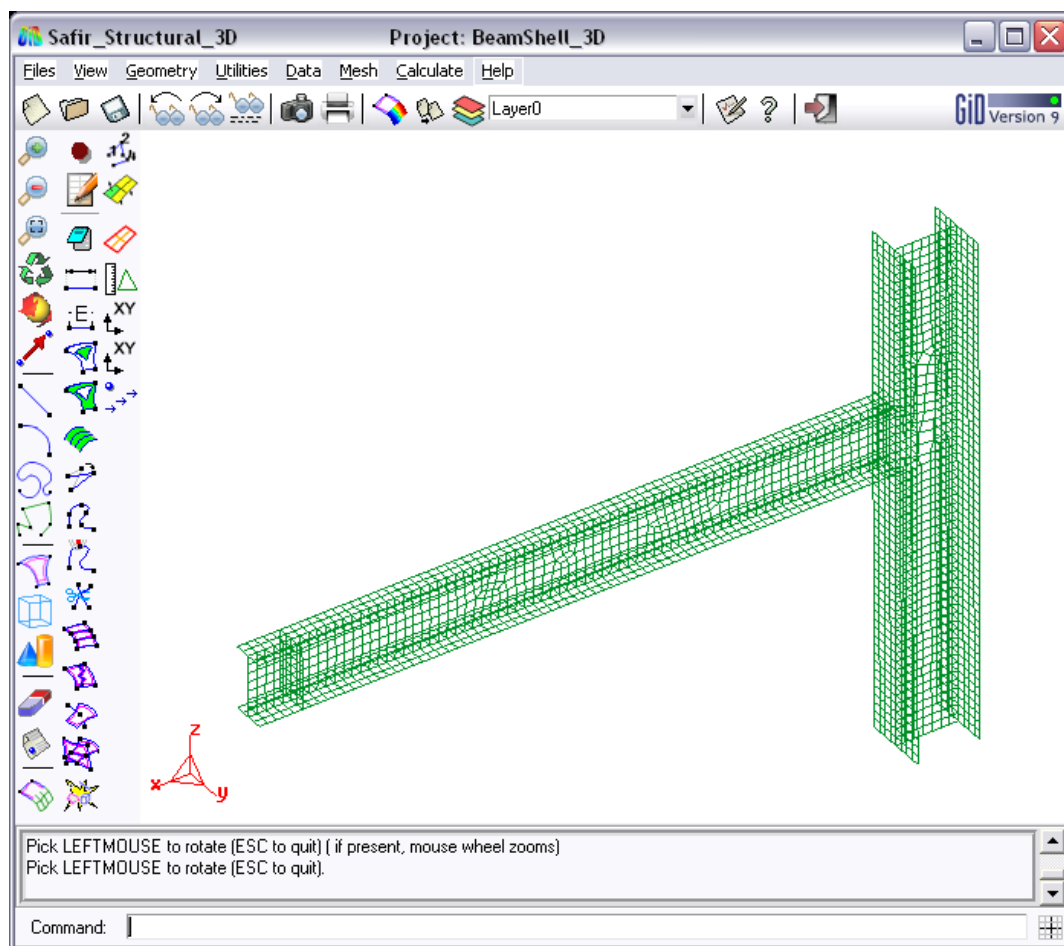 Safir_Structural_3D Project: BeamShell_3D
Files View Geometry Utilities Data Mesh Calculate Help
Layer0
GiD Version 9
E
XY
XY
z
x
y
Pick LEFTMOUSE to rotate (ESC to quit) ( if present, mouse wheel zooms)
Pick LEFTMOUSE to rotate (ESC to quit).
Command: